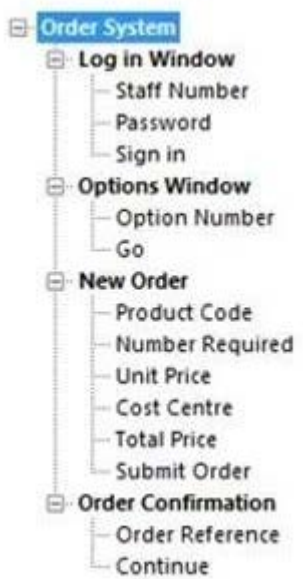 Order System
Log in Window
Staff Number
Password
Sign in
Options Window
Option Number
Go
New Order
Product Code
Number Required
Unit Price
Cost Centre
Total Price
Submit Order
Order Confirmation
Order Reference
Continue